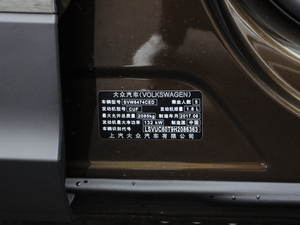 大众汽车(VOLKSWAGEN)
车辆型号 SVW6474CED 乘坐人数 5
发动机型号 CUF 发动机排量 1.8 L
最大允许总质量 2085kg 制造年月 2017.06
发动机最大净功率 132 kW 制造国 中国
车辆识别代号 LSVUC60T9H2086363
上汽大众汽车有限公司